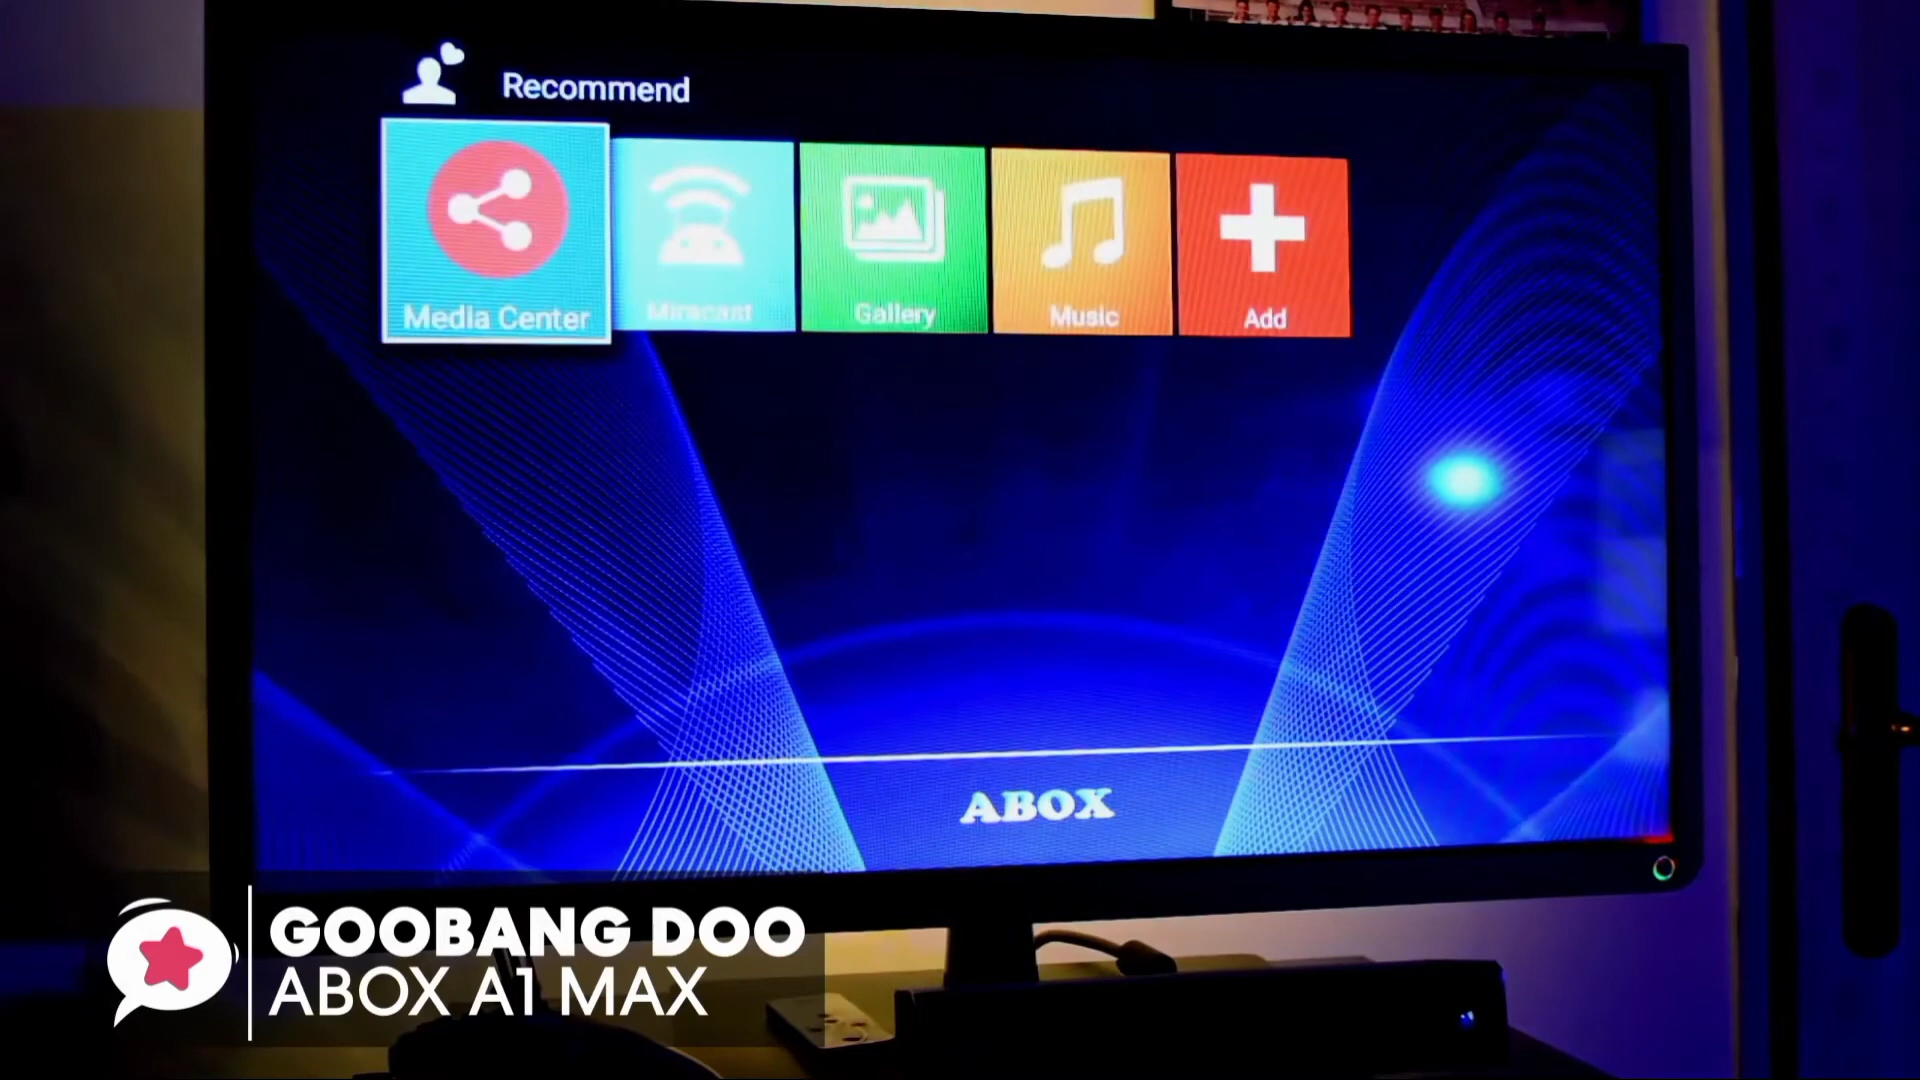 Recommend
Media Center
Miracast
Gallery
Music
Add
ABOX
GOOBANG DOO
ABOX A1 MAX